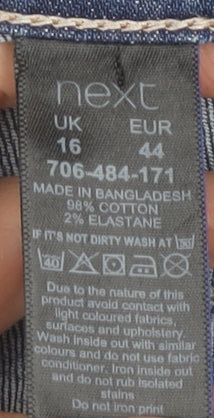 next
UK EUR
16 44
706-484-171
MADE IN BANGLADESH
98% COTTON
2% ELASTANE
IF IT'S NOT DIRTY WASH AT 30
40
Due to the nature of this
product avoid contact with
light coloured fabrics,
surfaces and upholstery.
Wash inside out with similar
colours and do not use fabric
conditioner. Iron inside out
and do not rub isolated
stains
Do not iron print